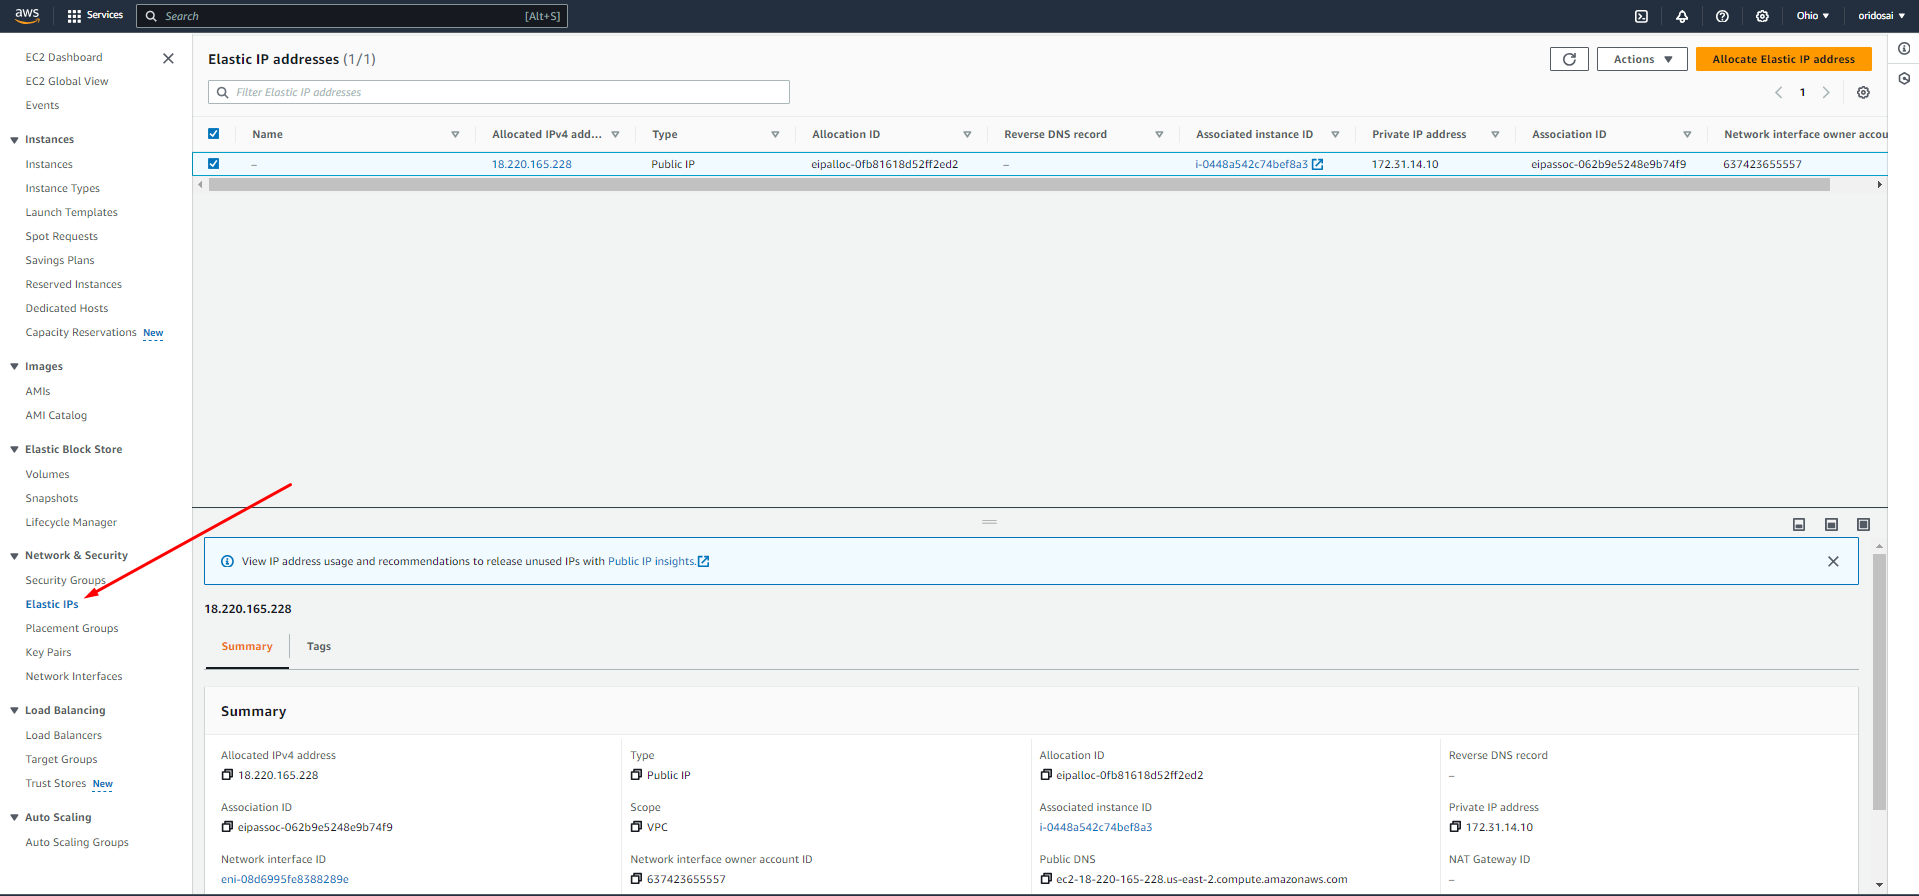 aws Services Search [Alt+S] Ohio ▼ oridosai ▼
EC2 Dashboard
EC2 Global View
Events
Instances
Instances
Instance Types
Launch Templates
Spot Requests
Savings Plans
Reserved Instances
Dedicated Hosts
Capacity Reservations New
Images
AMIs
AMI Catalog
Elastic Block Store
Volumes
Snapshots
Lifecycle Manager
Network & Security
Security Groups
Elastic IPs
Placement Groups
Key Pairs
Network Interfaces
Load Balancing
Load Balancers
Target Groups
Trust Stores New
Auto Scaling
Auto Scaling Groups
Elastic IP addresses (1/1) Actions ▼ Allocate Elastic IP address
Filter Elastic IP addresses 1
Name Allocated IPv4 add... Type Allocation ID Reverse DNS record Associated instance ID Private IP address Association ID Network interface owner accou
– 18.220.165.228 Public IP eipalloc-0fb81618d52ff2ed2 – i-0448a542c74bef8a3 172.31.14.10 eipassoc-062b9e5248e9b74f9 637423655557
View IP address usage and recommendations to release unused IPs with Public IP insights.
18.220.165.228
Summary Tags
Summary
Allocated IPv4 address Type Allocation ID Reverse DNS record
18.220.165.228 Public IP eipalloc-0fb81618d52ff2ed2 –
Association ID Scope Associated instance ID Private IP address
eipassoc-062b9e5248e9b74f9 VPC i-0448a542c74bef8a3 172.31.14.10
Network interface ID Network interface owner account ID Public DNS NAT Gateway ID
eni-08d6995fe8388289e 637423655557 ec2-18-220-165-228.us-east-2.compute.amazonaws.com –